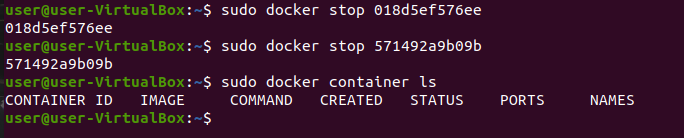 user@user-VirtualBox:~$ sudo docker stop 018d5ef576ee
018d5ef576ee
user@user-VirtualBox:~$ sudo docker stop 571492a9b09b
571492a9b09b
user@user-VirtualBox:~$ sudo docker container ls
CONTAINER ID   IMAGE     COMMAND   CREATED   STATUS    PORTS     NAMES
user@user-VirtualBox:~$